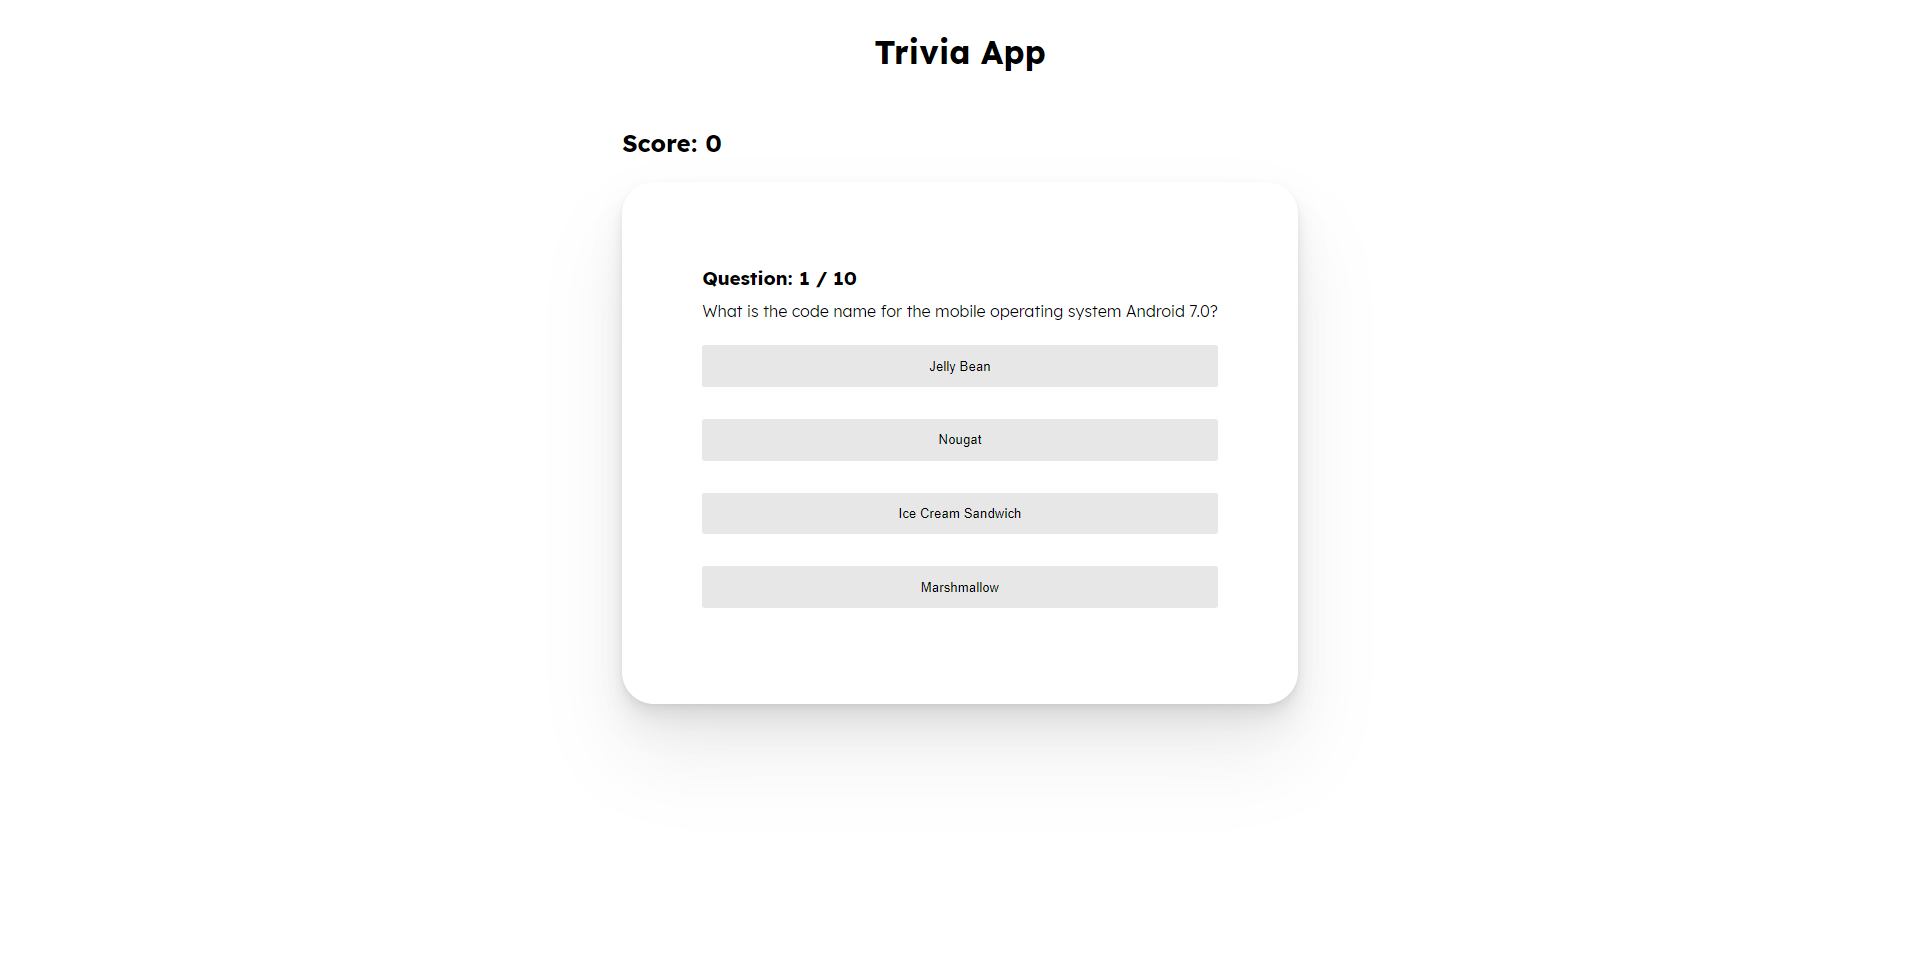 Trivia App
Score: 0
Question: 1 / 10
What is the code name for the mobile operating system Android 7.0?
Jelly Bean
Nougat
Ice Cream Sandwich
Marshmallow